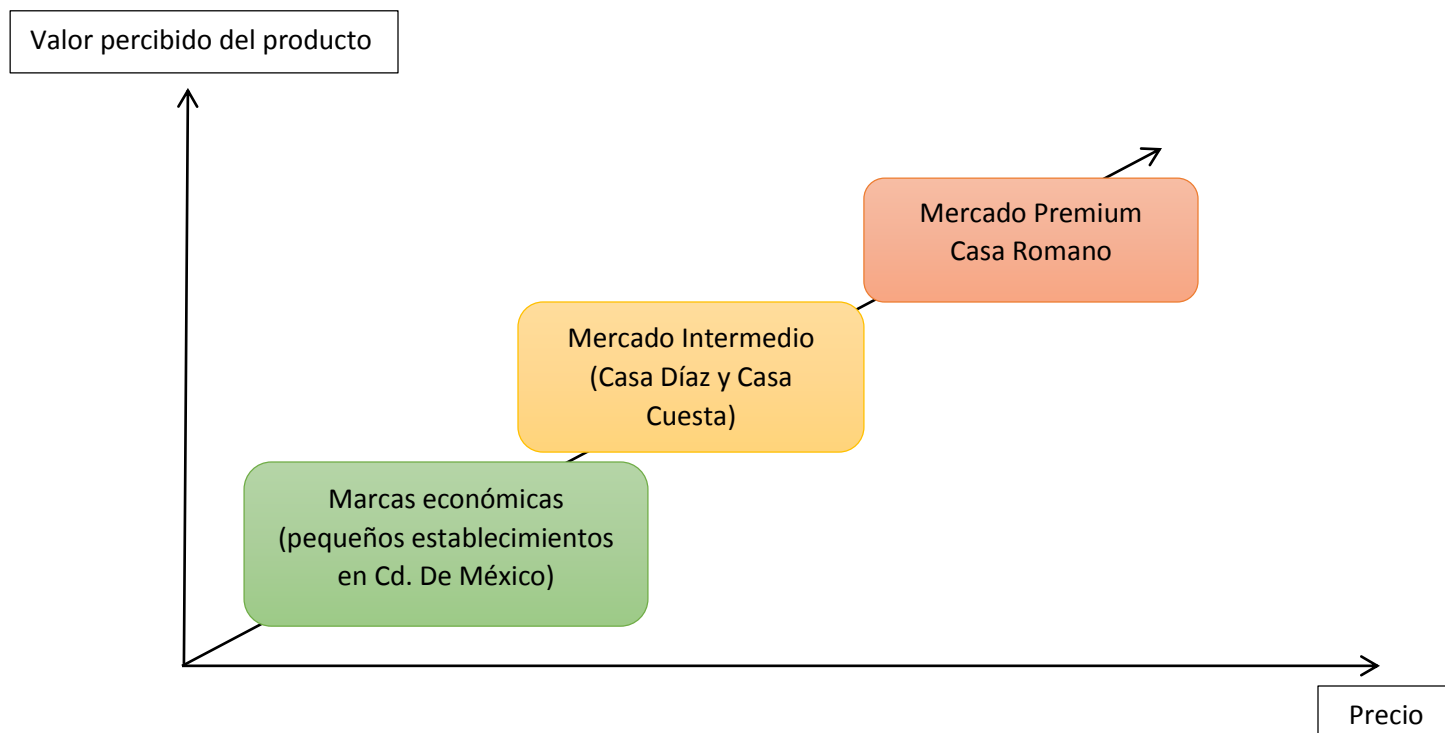 Valor percibido del producto
Mercado Premium
Casa Romano
Mercado Intermedio
(Casa Díaz y Casa
Cuesta)
Marcas económicas
(pequeños establecimientos
en Cd. De México)
Precio